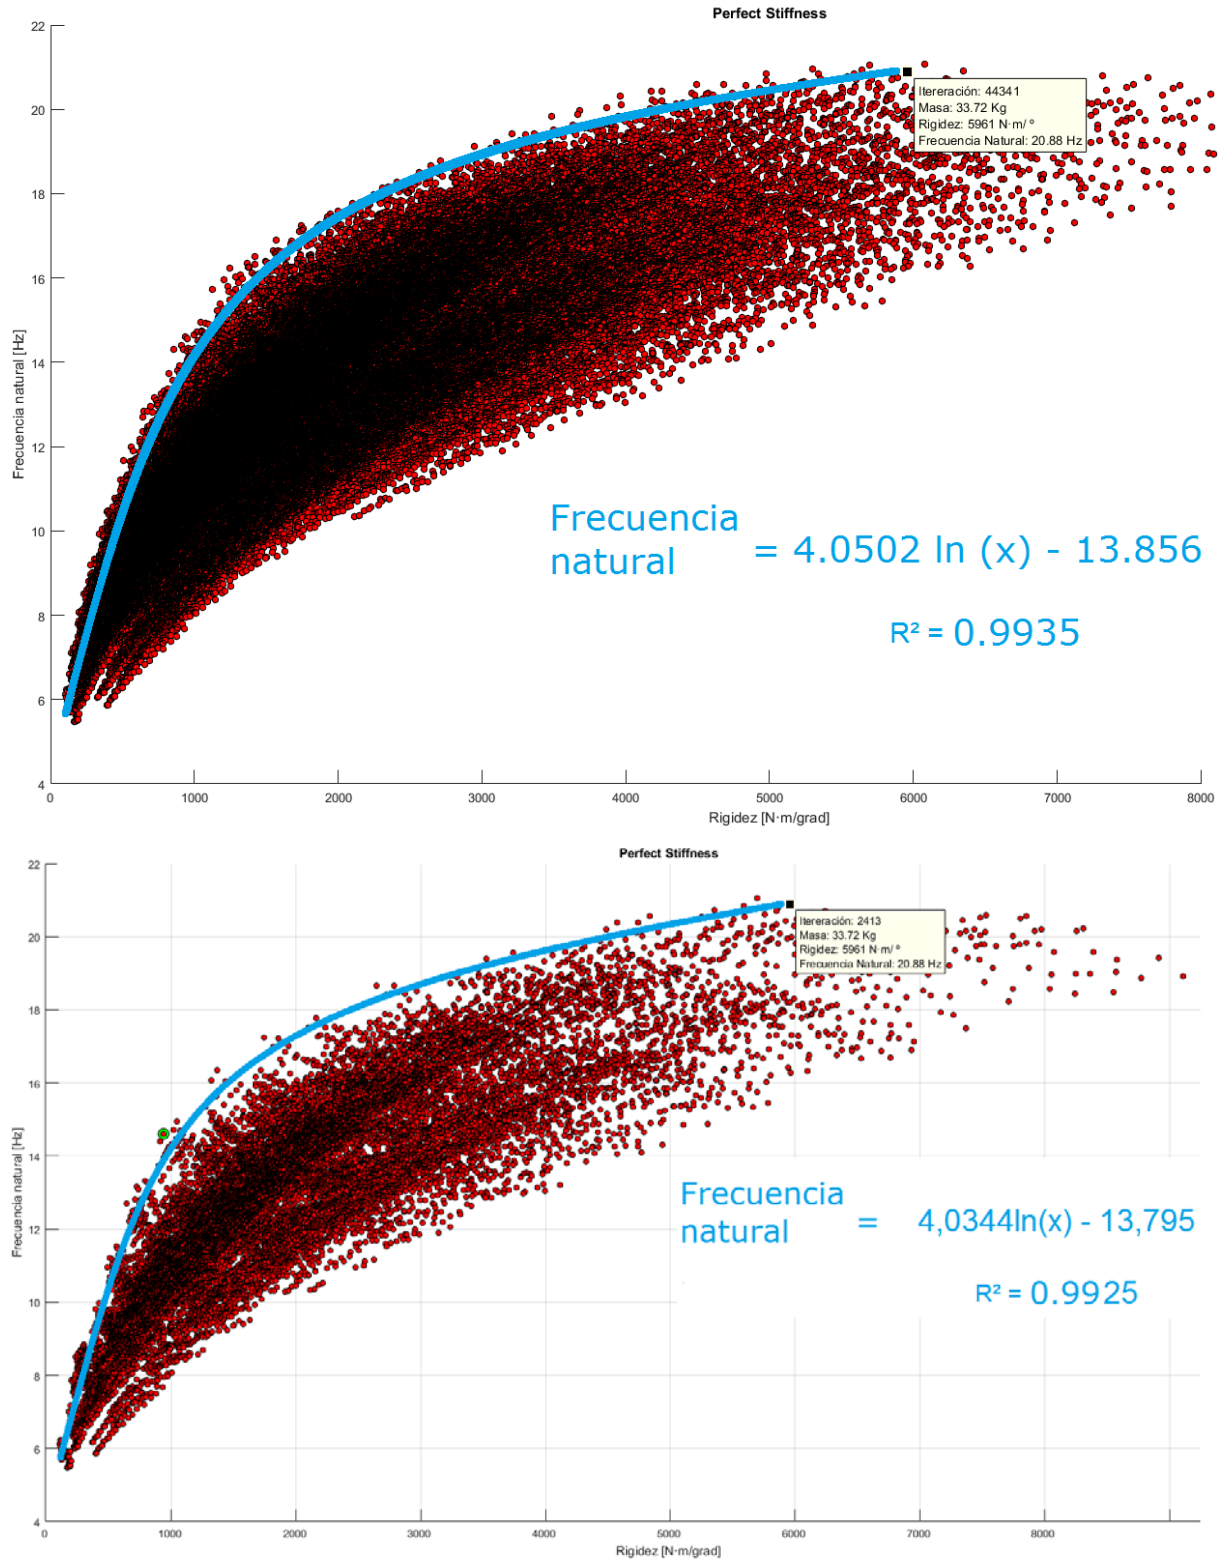 Perfect Stiffness
22
20
18
16
14
12
10
8
6
4
Frecuencia natural [Hz]
Itereración: 44341
Masa: 33.72 Kg
Rigidez: 5961 N·m/ º
Frecuencia Natural: 20.88 Hz
Frecuencia
natural
= 4.0502 ln (x) - 13.856
R² = 0.9935
0 1000 2000 3000 4000 5000 6000 7000 8000
Rigidez [N·m/grad]
Perfect Stiffness
22
20
18
16
14
12
10
8
6
4
Frecuencia natural [Hz]
Itereración: 2413
Masa: 33.72 Kg
Rigidez: 5961 N·m/ º
Frecuencia Natural: 20.88 Hz
Frecuencia
natural
= 4,0344ln(x) - 13,795
R² = 0.9925
0 1000 2000 3000 4000 5000 6000 7000 8000
Rigidez [N·m/grad]